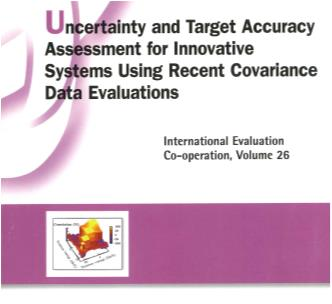 Uncertainty and Target Accuracy
Assessment for Innovative
Systems Using Recent Covariance
Data Evaluations
International Evaluation
Co-operation, Volume 26